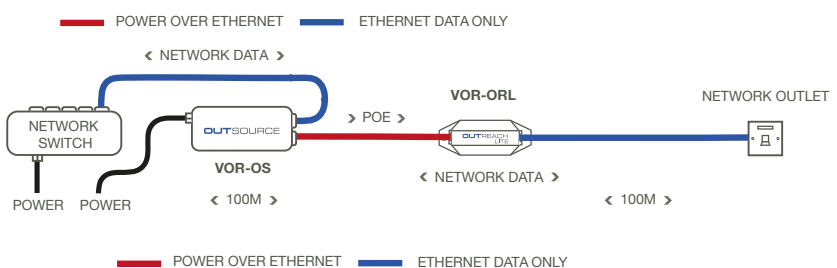 POWER OVER ETHERNET ETHERNET DATA ONLY
< NETWORK DATA >
NETWORK SWITCH
OUTSOURCE
VOR-OS
> POE >
VOR-ORL
OUTREACH LITE
NETWORK OUTLET
POWER
POWER
< 100M >
< NETWORK DATA >
< 100M >
POWER OVER ETHERNET ETHERNET DATA ONLY